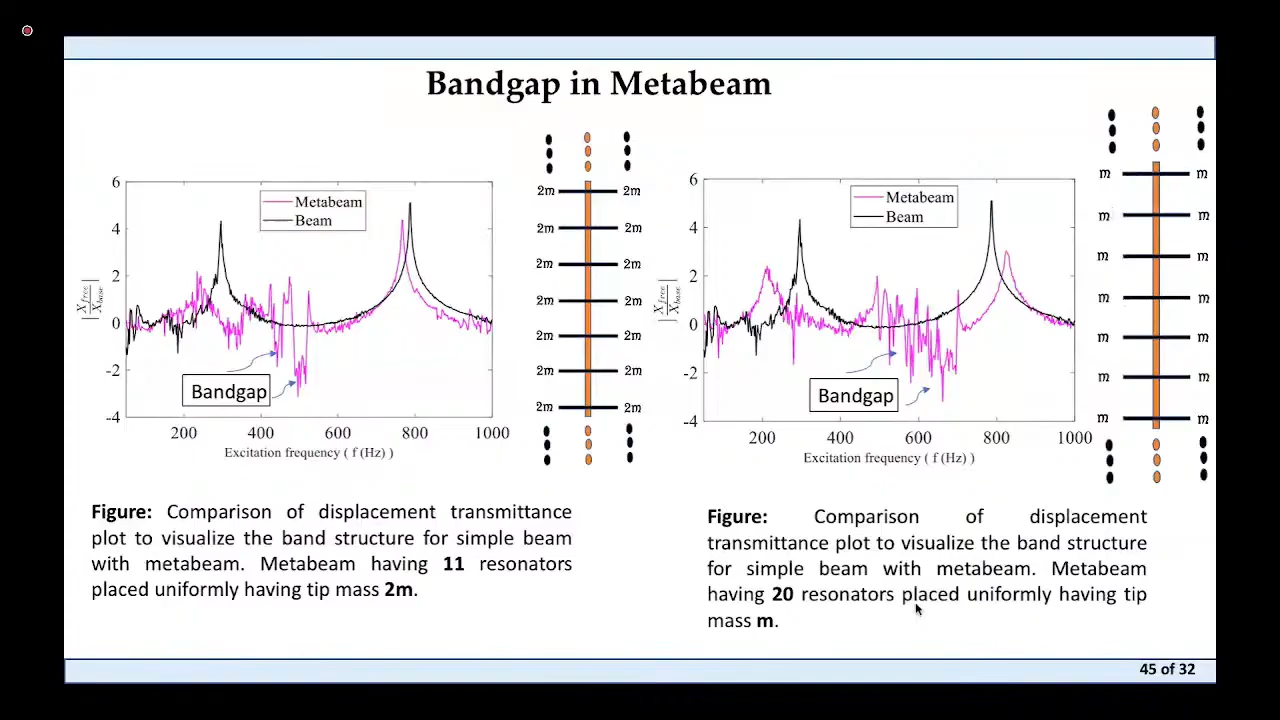 Bandgap in Metabeam
6
4
2
0
-2
-4
Metabeam
Beam
|X_free/X_base|
Bandgap
200 400 600 800 1000
Excitation frequency ( f (Hz) )
2m 2m
2m 2m
2m 2m
2m 2m
2m 2m
2m 2m
2m 2m
Figure: Comparison of displacement transmittance
plot to visualize the band structure for simple beam
with metabeam. Metabeam having 11 resonators
placed uniformly having tip mass 2m.
6
4
2
0
-2
-4
Metabeam
Beam
|X_free/X_base|
Bandgap
200 400 600 800 1000
Excitation frequency ( f (Hz) )
m m
m m
m m
m m
m m
m m
m m
Figure: Comparison of displacement
transmittance plot to visualize the band structure
for simple beam with metabeam. Metabeam
having 20 resonators placed uniformly having tip
mass m.
45 of 32